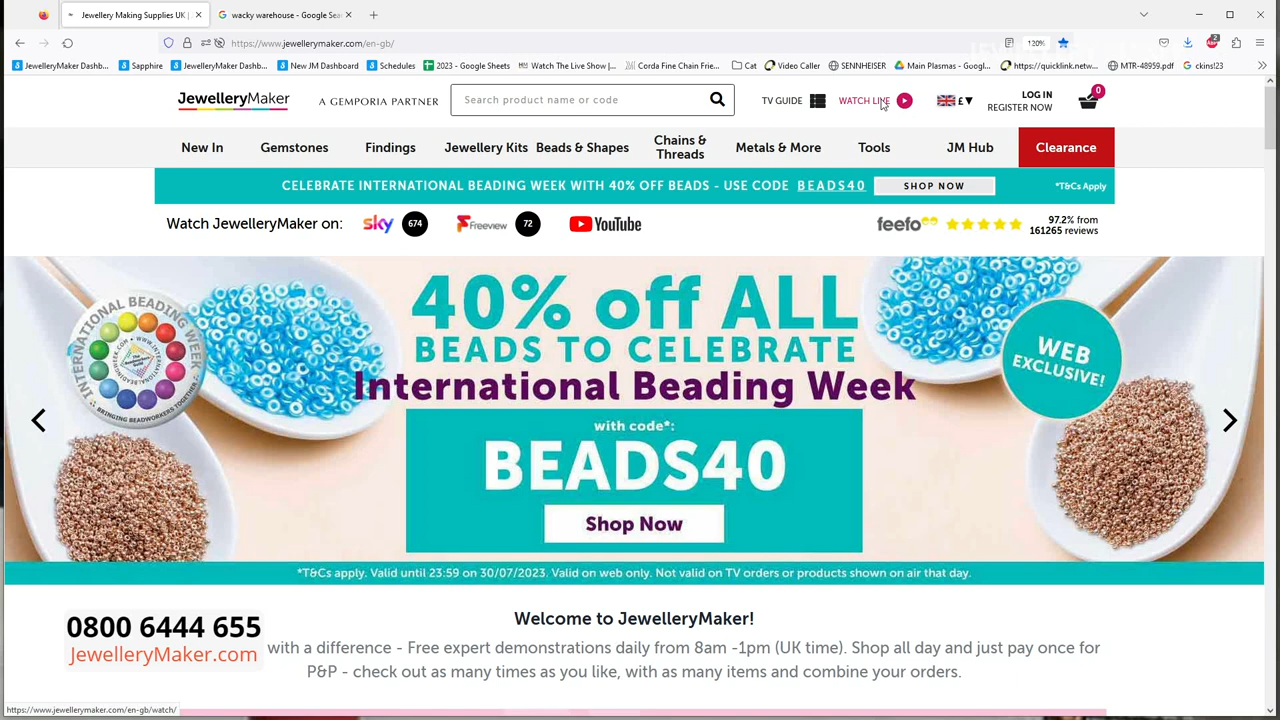 Jewellery Making Supplies UK |
wacky warehouse - Google Sea
https://www.jewellerymaker.com/en-gb/
120%
2
JewelleryMaker Dashb...
Sapphire
JewelleryMaker Dashb...
New JM Dashboard
Schedules
2023 - Google Sheets
Watch The Live Show |...
Corda Fine Chain Frie...
Cat
Video Caller
SENNHEISER
Main Plasmas - Googl...
https://quicklink.netw...
MTR-48959.pdf
ckins!23
JewelleryMaker
A GEMPORIA PARTNER
Search product name or code
TV GUIDE
WATCH LIVE
£
LOG IN
REGISTER NOW
0
New In
Gemstones
Findings
Jewellery Kits
Beads & Shapes
Chains &
Threads
Metals & More
Tools
JM Hub
Clearance
CELEBRATE INTERNATIONAL BEADING WEEK WITH 40% OFF BEADS - USE CODE BEADS40
SHOP NOW
*T&Cs Apply
Watch JewelleryMaker on:
sky
674
Freeview
72
YouTube
feefo
97.2% from
161265 reviews
40% off ALL
BEADS TO CELEBRATE
International Beading Week
with code*:
BEADS40
Shop Now
INTERNATIONAL BEADING WEEK
BRINGING BEADWORKERS TOGETHER
WEB
EXCLUSIVE!
*T&Cs apply. Valid until 23:59 on 30/07/2023. Valid on web only. Not valid on TV orders or products shown on air that day.
Welcome to JewelleryMaker!
0800 6444 655
JewelleryMaker.com
with a difference - Free expert demonstrations daily from 8am -1pm (UK time). Shop all day and just pay once for
P&P - check out as many times as you like, with as many items and combine your orders.
https://www.jewellerymaker.com/en-gb/watch/